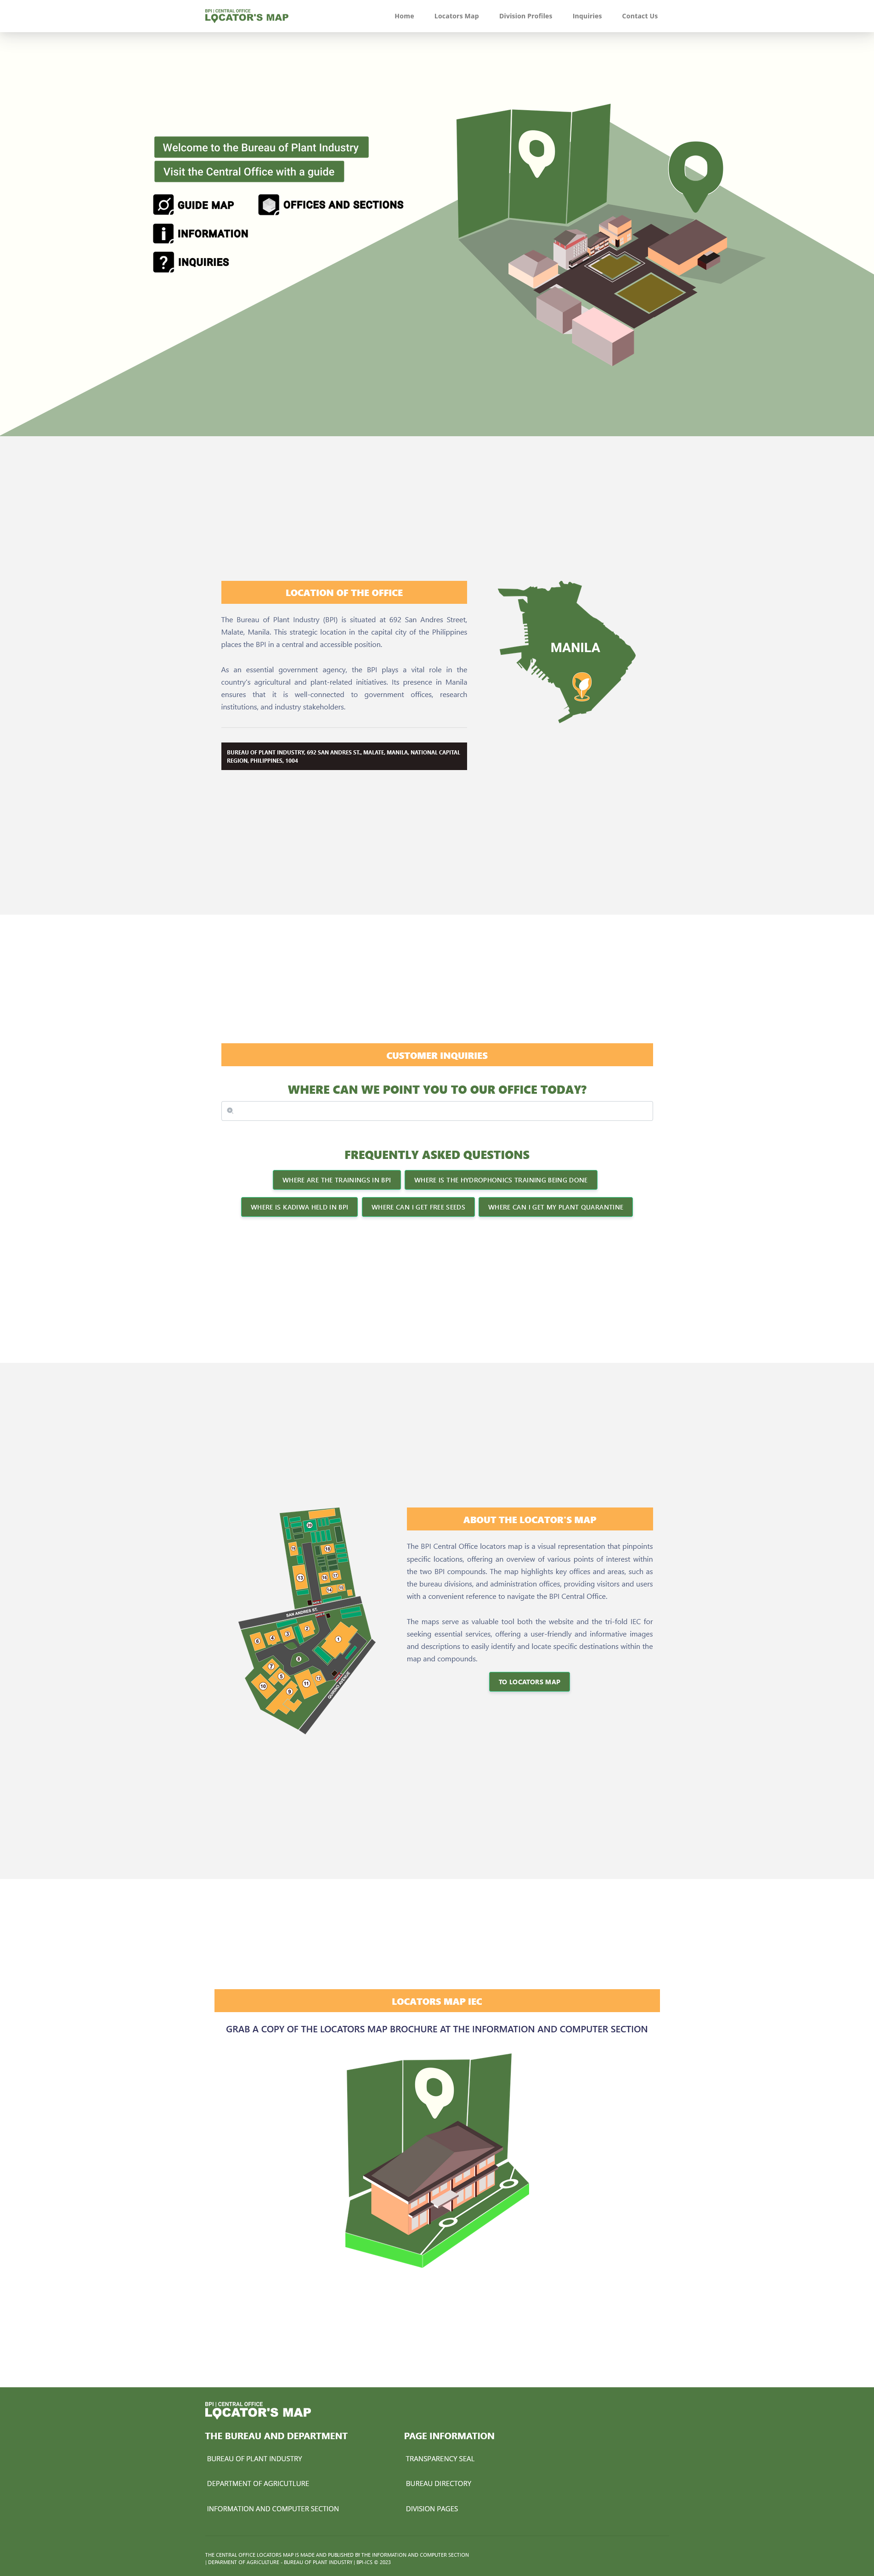 BPI | CENTRAL OFFICE
LOCATOR'S MAP
Home
Locators Map
Division Profiles
Inquiries
Contact Us
Welcome to the Bureau of Plant Industry
Visit the Central Office with a guide
GUIDE MAP
OFFICES AND SECTIONS
INFORMATION
INQUIRIES
LOCATION OF THE OFFICE
The Bureau of Plant Industry (BPI) is situated at 692 San Andres Street,
Malate, Manila. This strategic location in the capital city of the Philippines
places the BPI in a central and accessible position.
As an essential government agency, the BPI plays a vital role in the
country's agricultural and plant-related initiatives. Its presence in Manila
ensures that it is well-connected to government offices, research
institutions, and industry stakeholders.
BUREAU OF PLANT INDUSTRY, 692 SAN ANDRES ST., MALATE, MANILA, NATIONAL CAPITAL
REGION, PHILIPPINES, 1004
MANILA
CUSTOMER INQUIRIES
WHERE CAN WE POINT YOU TO OUR OFFICE TODAY?
FREQUENTLY ASKED QUESTIONS
WHERE ARE THE TRAININGS IN BPI
WHERE IS THE HYDROPHONICS TRAINING BEING DONE
WHERE IS KADIWA HELD IN BPI
WHERE CAN I GET FREE SEEDS
WHERE CAN I GET MY PLANT QUARANTINE
SAN ANDRES ST.
QUIRINO AVENUE
ABOUT THE LOCATOR'S MAP
The BPI Central Office locators map is a visual representation that pinpoints
specific locations, offering an overview of various points of interest within
the two BPI compounds. The map highlights key offices and areas, such as
the bureau divisions, and administration offices, providing visitors and users
with a convenient reference to navigate the BPI Central Office.
The maps serve as valuable tool both the website and the tri-fold IEC for
seeking essential services, offering a user-friendly and informative images
and descriptions to easily identify and locate specific destinations within the
map and compounds.
TO LOCATORS MAP
LOCATORS MAP IEC
GRAB A COPY OF THE LOCATORS MAP BROCHURE AT THE INFORMATION AND COMPUTER SECTION
BPI | CENTRAL OFFICE
LOCATOR'S MAP
THE BUREAU AND DEPARTMENT
BUREAU OF PLANT INDUSTRY
DEPARTMENT OF AGRICUTLURE
INFORMATION AND COMPUTER SECTION
PAGE INFORMATION
TRANSPARENCY SEAL
BUREAU DIRECTORY
DIVISION PAGES
THE CENTRAL OFFICE LOCATORS MAP IS MADE AND PUBLISHED BY THE INFORMATION AND COMPUTER SECTION
| DEPARMENT OF AGRICULTURE - BUREAU OF PLANT INDUSTRY | BPI-ICS © 2023